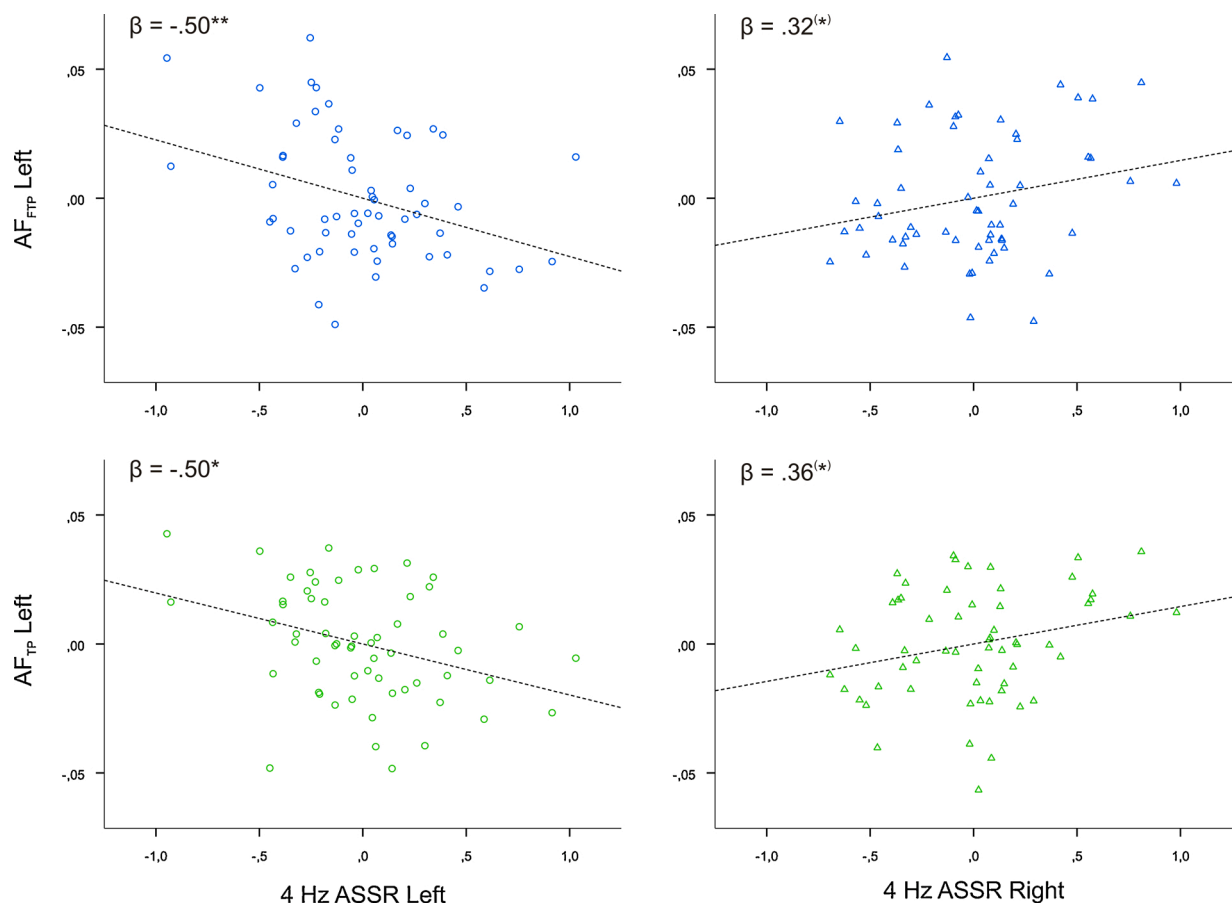 β = -.50**
,05
,00
-,05
AF_FTP Left
-1,0 -,5 ,0 ,5 1,0
β = .32(*)
,05
,00
-,05
-1,0 -,5 ,0 ,5 1,0
β = -.50*
,05
,00
-,05
AF_TP Left
-1,0 -,5 ,0 ,5 1,0
4 Hz ASSR Left
β = .36(*)
,05
,00
-,05
-1,0 -,5 ,0 ,5 1,0
4 Hz ASSR Right